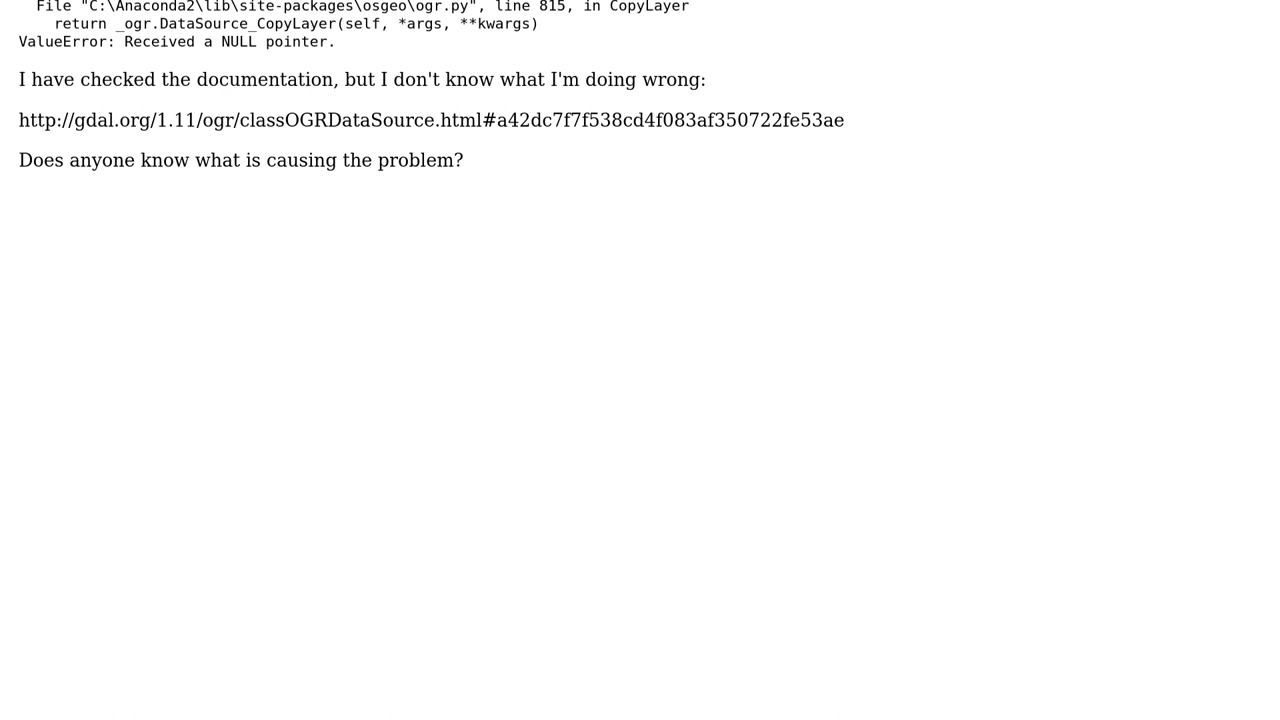 File "C:\Anaconda2\lib\site-packages\osgeo\ogr.py", line 815, in CopyLayer
return _ogr.DataSource_CopyLayer(self, *args, **kwargs)
ValueError: Received a NULL pointer.
I have checked the documentation, but I don't know what I'm doing wrong:
http://gdal.org/1.11/ogr/classOGRDataSource.html#a42dc7f7f538cd4f083af350722fe53ae
Does anyone know what is causing the problem?